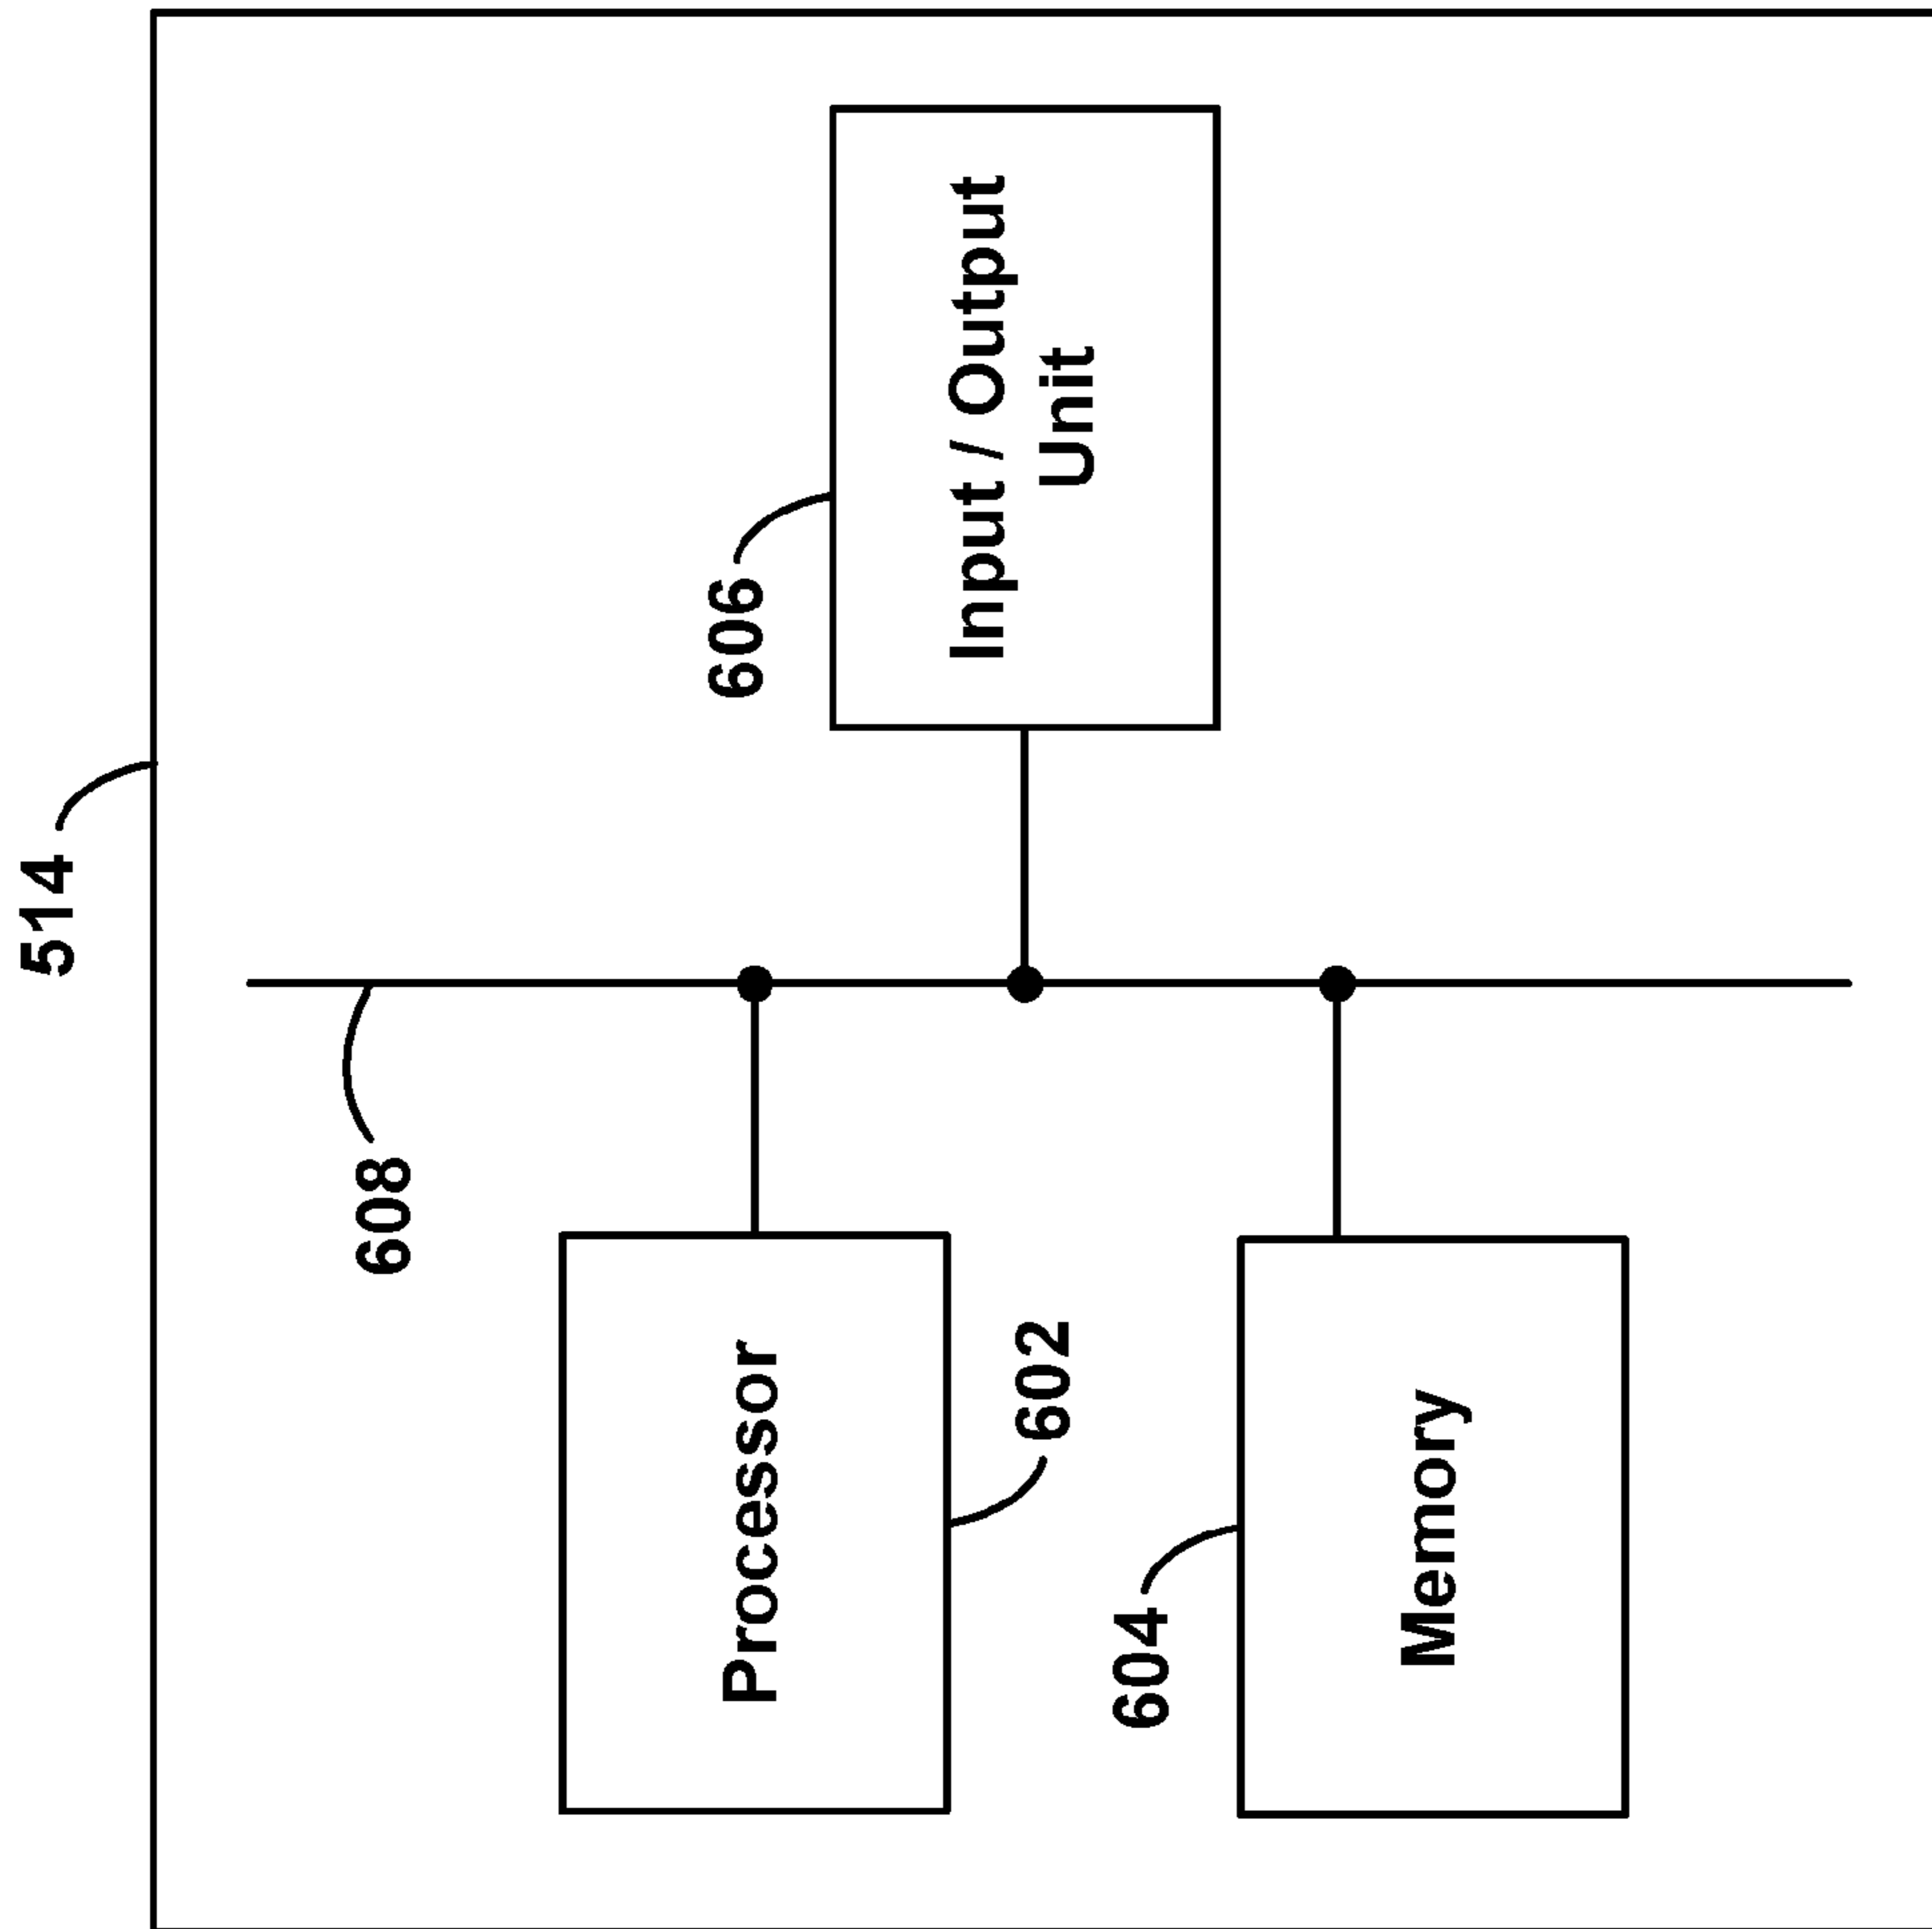 514
608
606
Processor
Input / Output
Unit
602
604
Memory